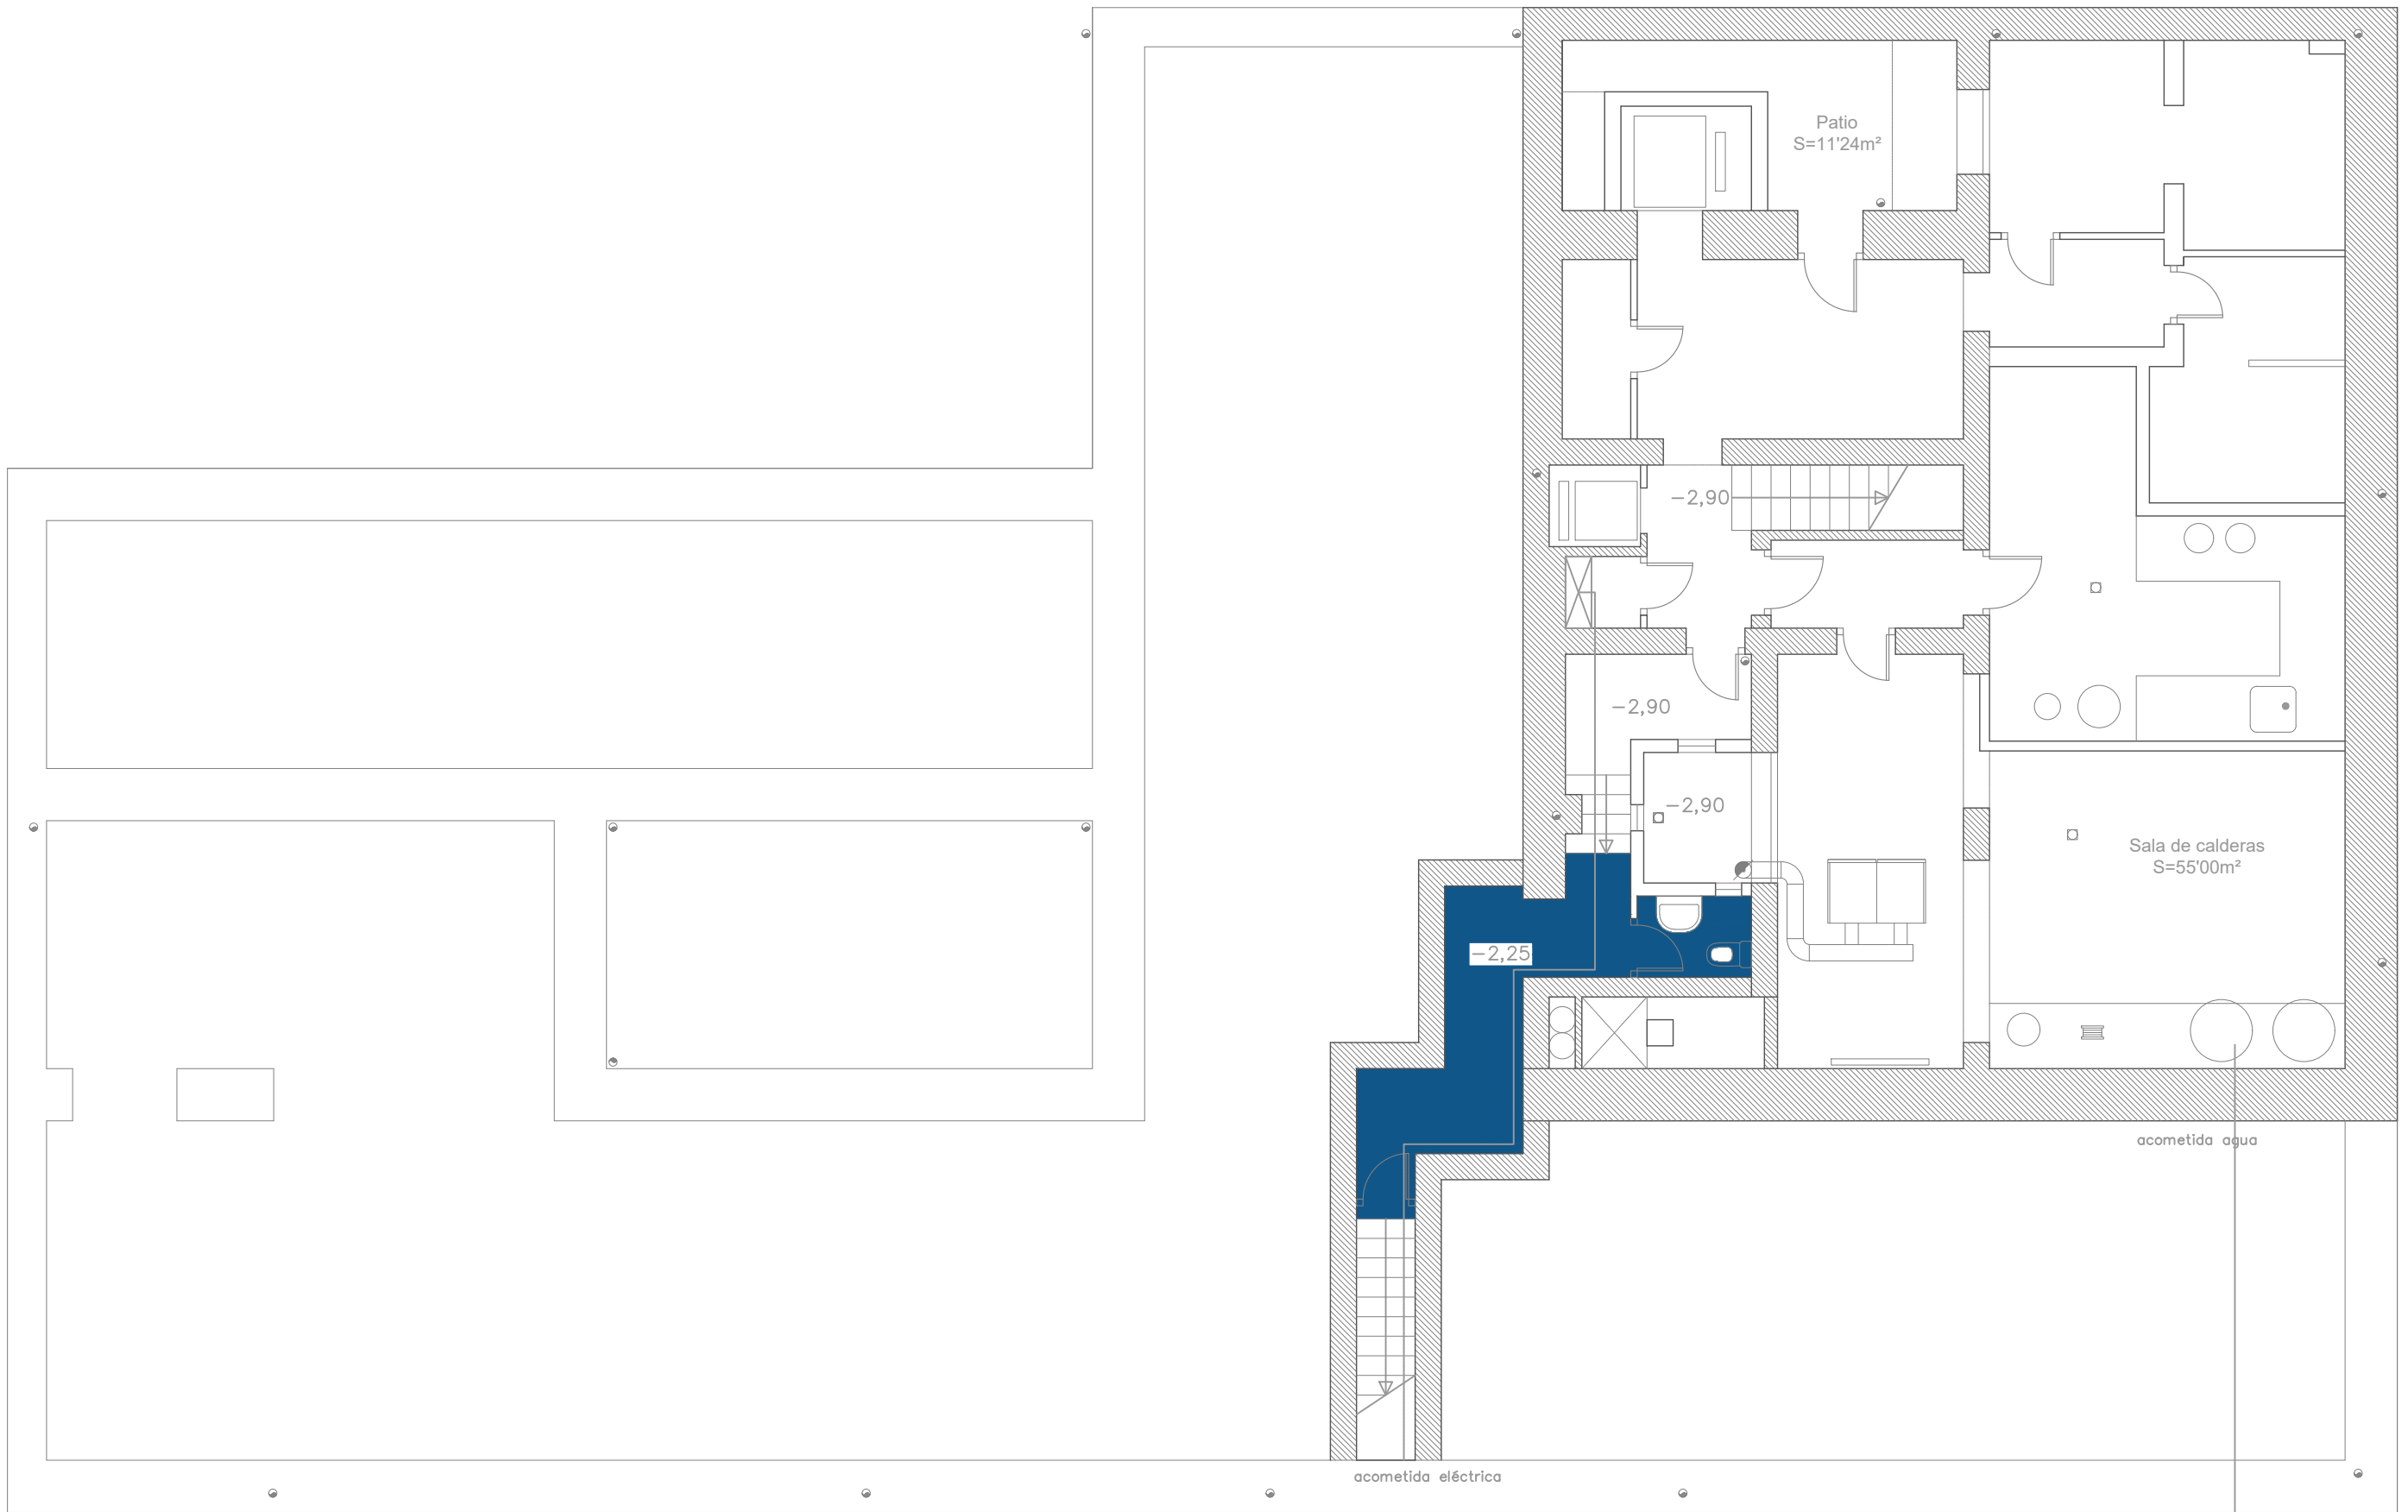 Patio
S=11'24m²
−2,90
−2,90
−2,90
Sala de calderas
S=55'00m²
−2,25
acometida agua
acometida eléctrica